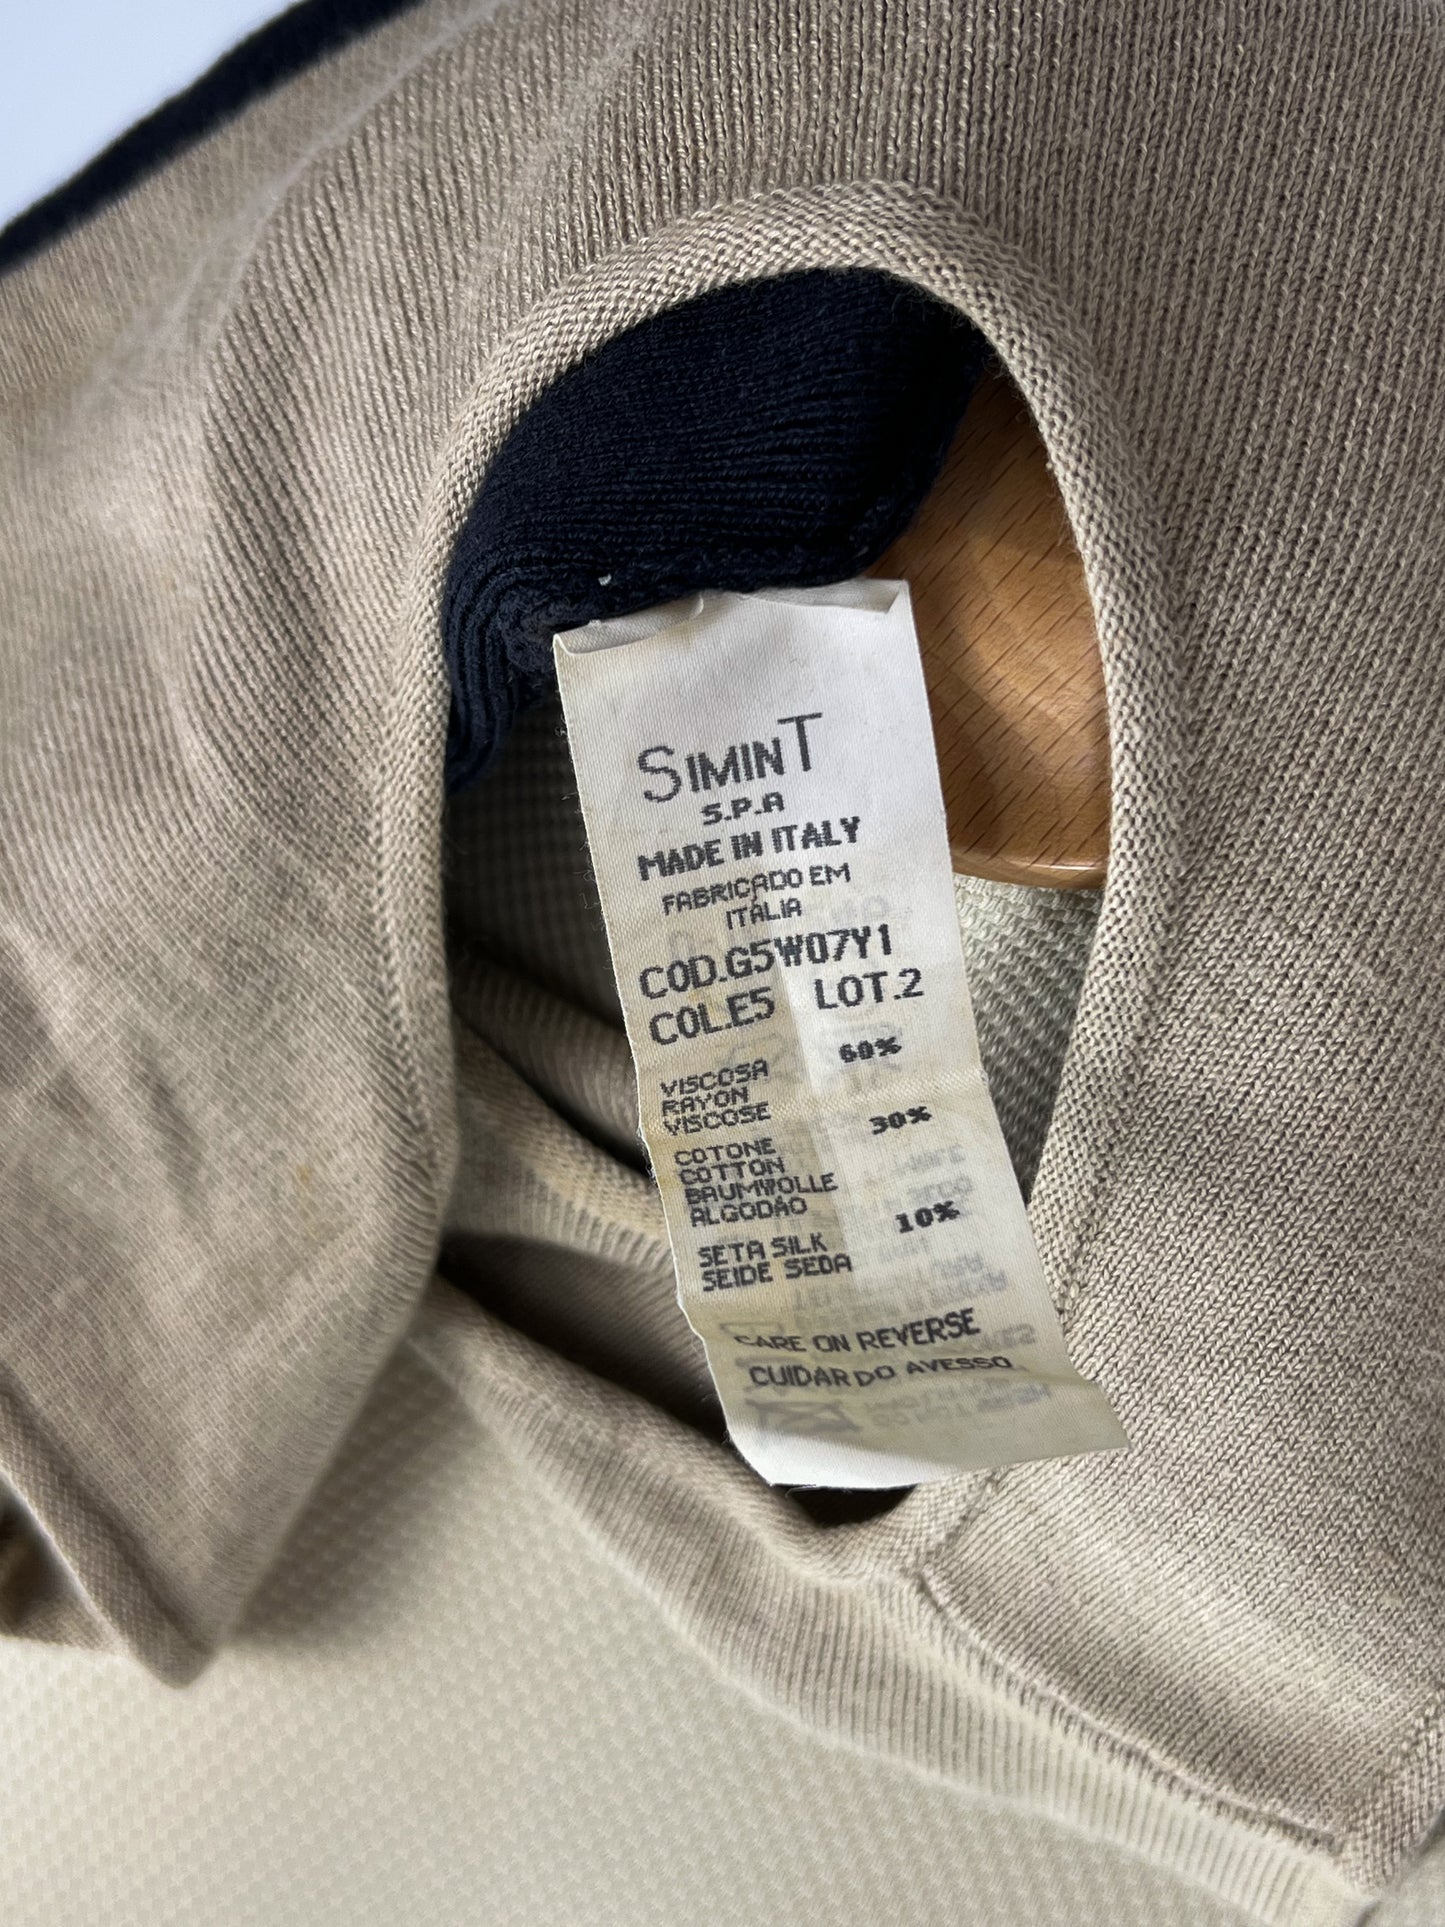 SIMINT
S.P.A
MADE IN ITALY
FABRICADO EM
ITÁLIA
COD.G5W07Y1
COL.E5 LOT.2
60%
VISCOSA
RAYON
VISCOSE
30%
COTONE
COTTON
BAUMWOLLE
ALGODÃO
10%
SETA SILK
SEIDE SEDA
CARE ON REVERSE
CUIDAR DO AVESSO